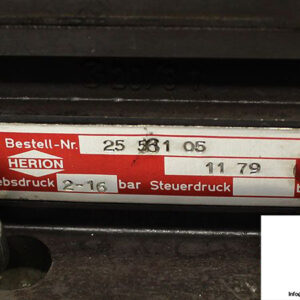 Bestell-Nr. 25 531 05
HERION 11 79
ebsdruck 2-16 bar Steuerdruck b